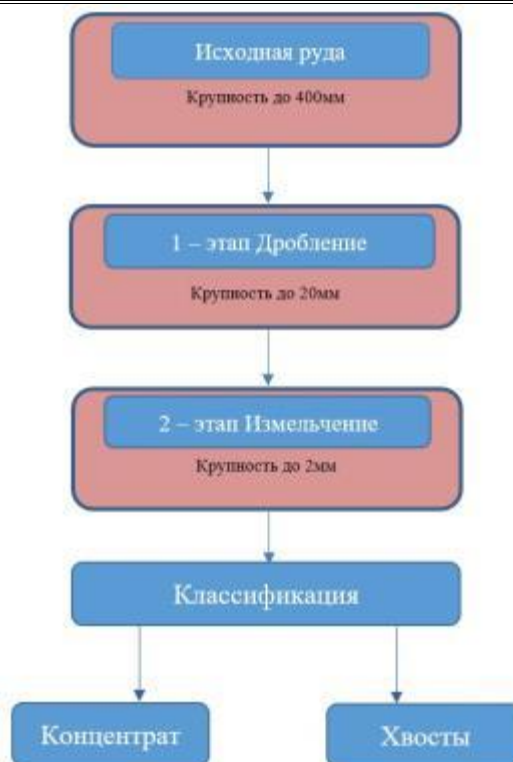 Исходная руда
Крупность до 400мм
1 – этап Дробление
Крупность до 20мм
2 – этап Измельчение
Крупность до 2мм
Классификация
Концентрат
Хвосты